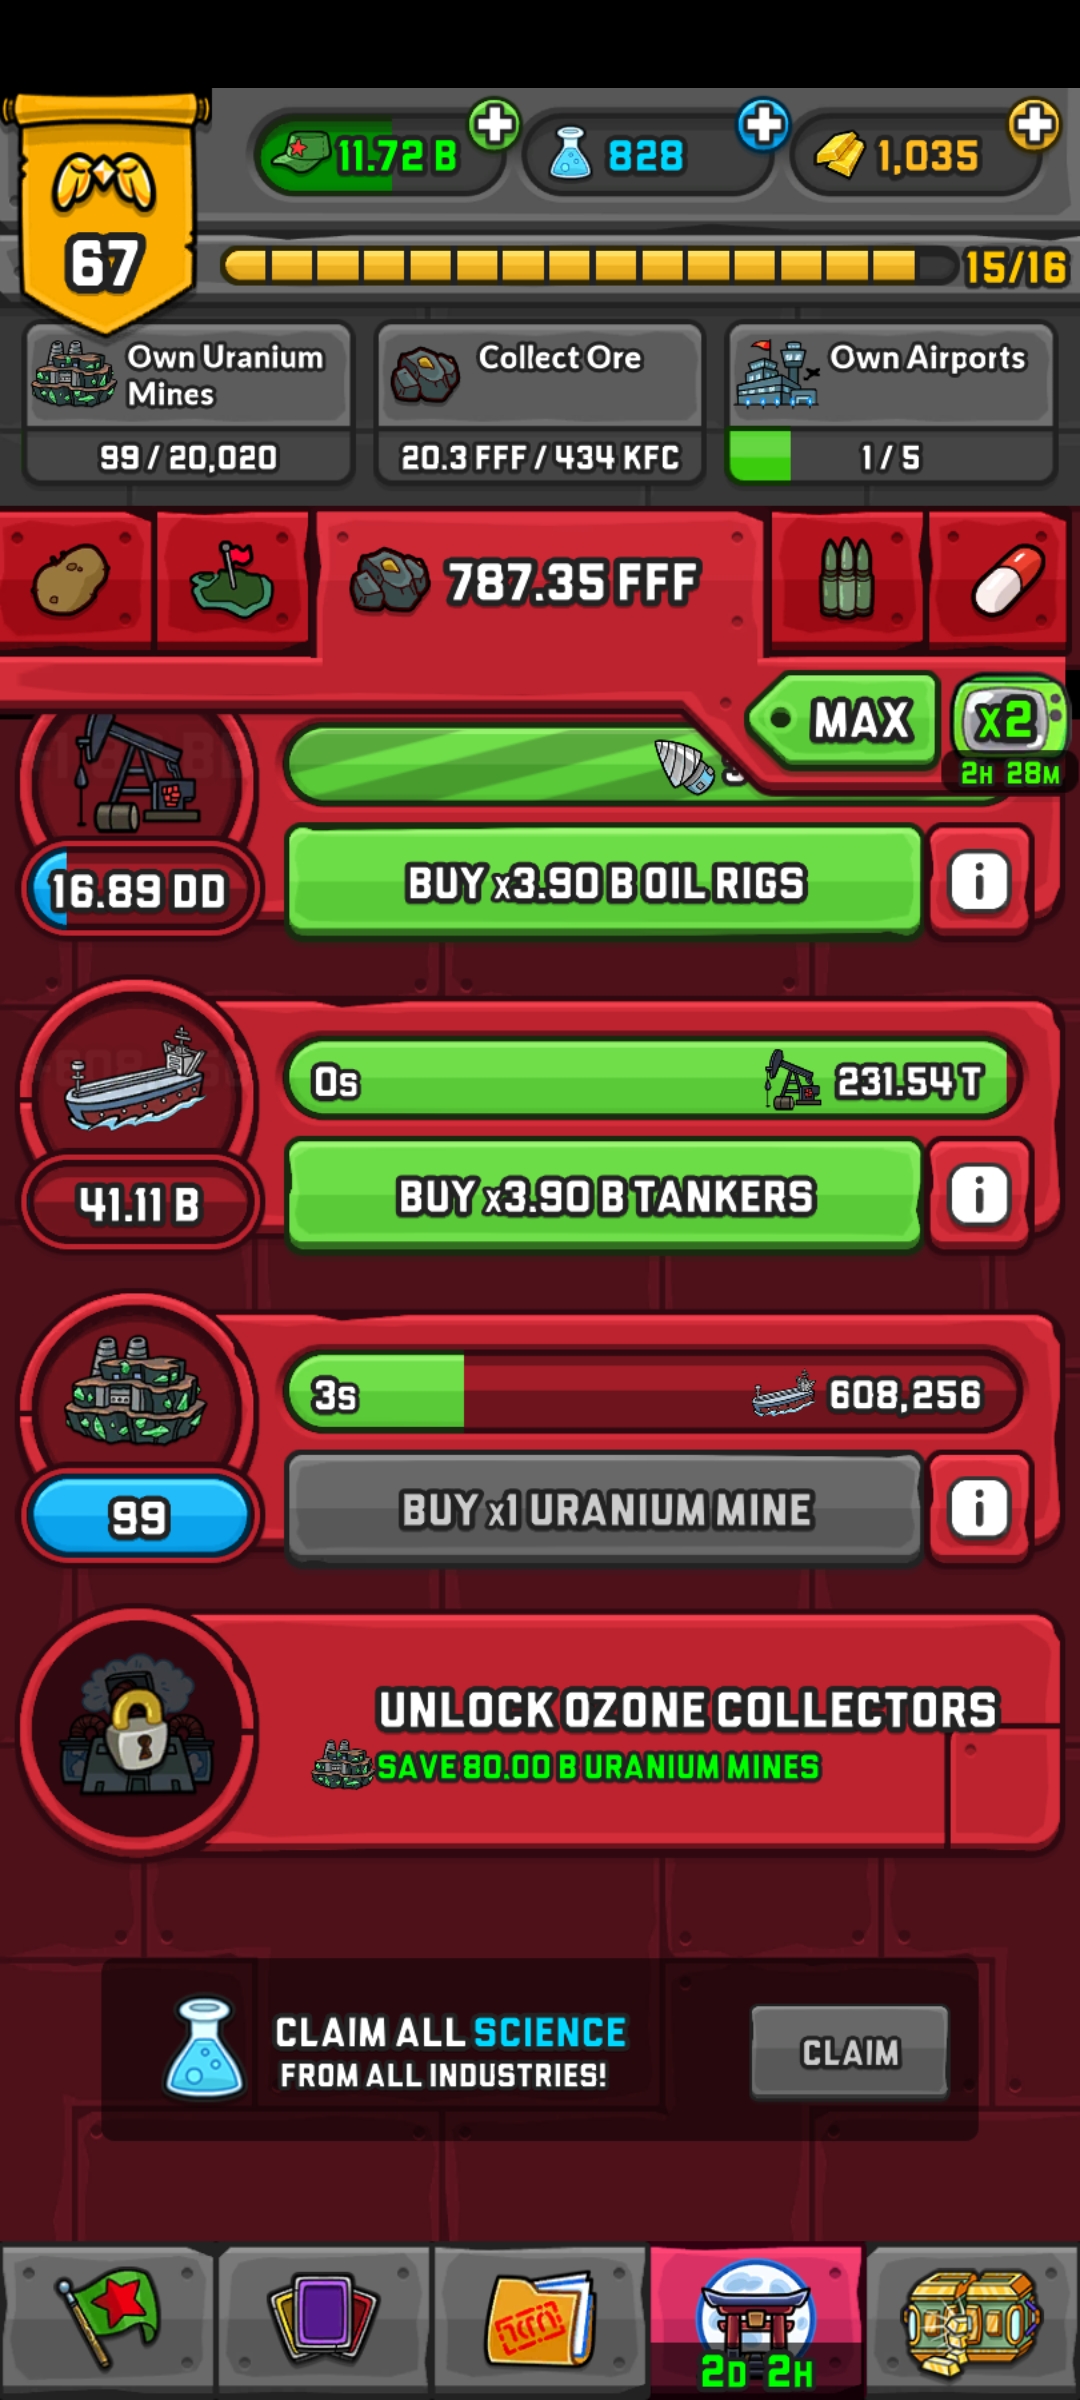 11.72 B
828
1,035
67
15/16
Own Uranium
Mines
99 / 20,020
Collect Ore
20.3 FFF / 434 KFC
Own Airports
1 / 5
787.35 FFF
MAX
x2
2H 28M
16.89 DD
BUY x3.90 B OIL RIGS
i
0s
231.54 T
41.11 B
BUY x3.90 B TANKERS
i
3s
608,256
99
BUY x1 URANIUM MINE
i
UNLOCK OZONE COLLECTORS
SAVE 80.00 B URANIUM MINES
CLAIM ALL SCIENCE
FROM ALL INDUSTRIES!
CLAIM
2D 2H